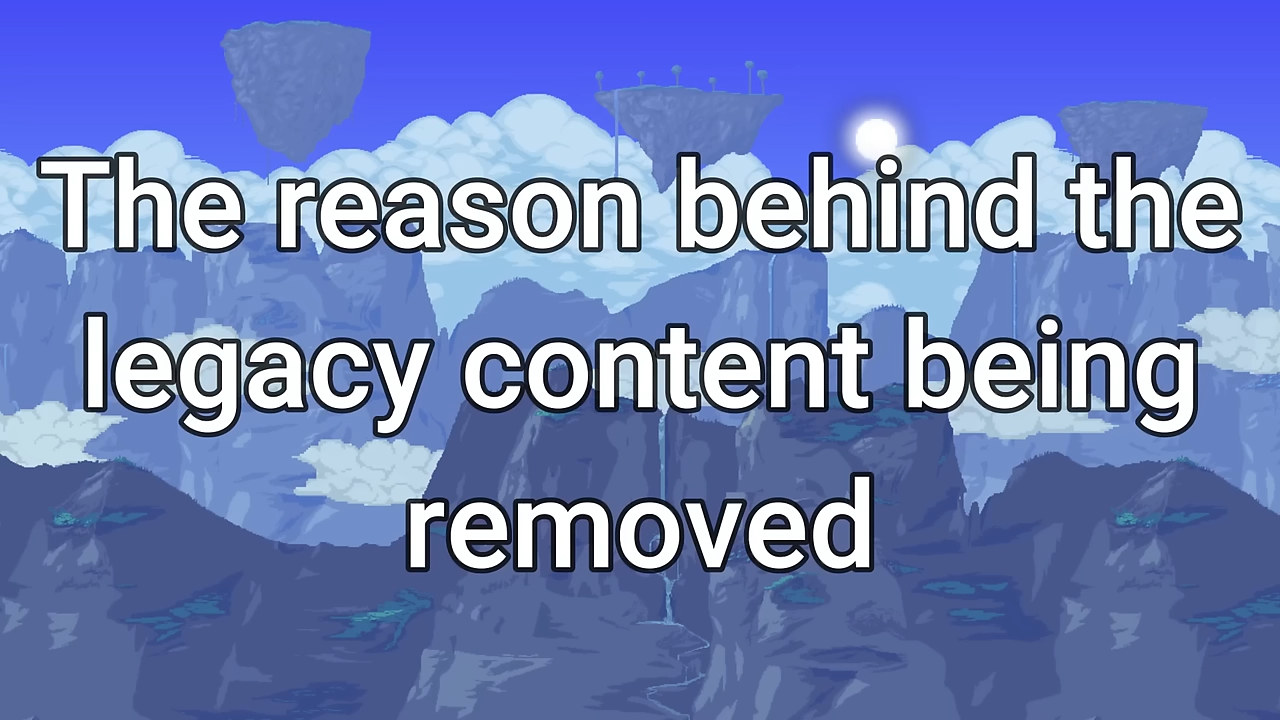 The reason behind the
legacy content being
removed